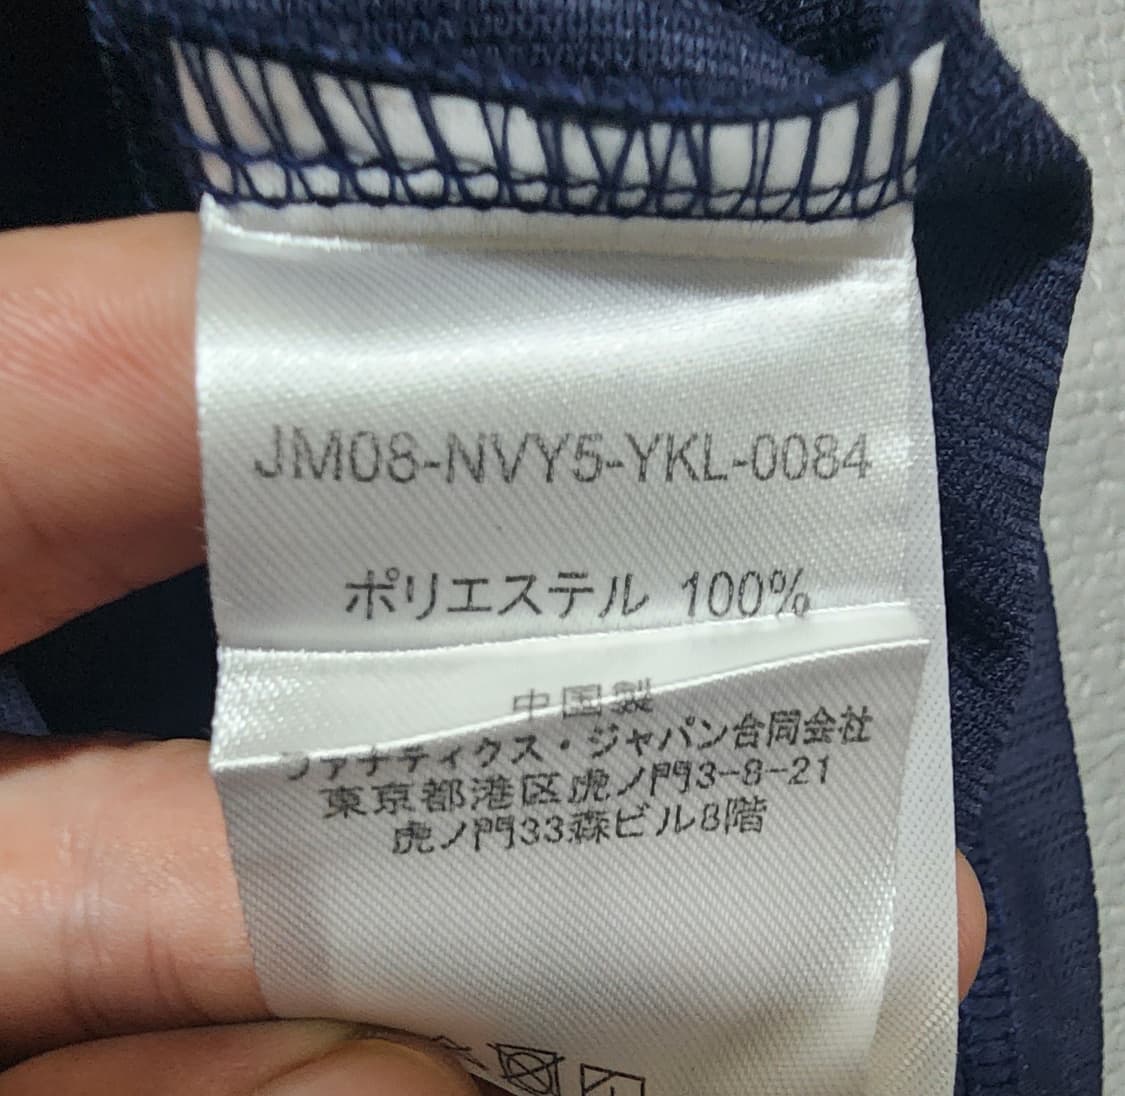 JM08-NVY5-YKL-0084
ポリエステル 100%
中国製
ファナティクス・ジャパン合同会社
東京都港区虎ノ門3-8-21
虎ノ門33森ビル8階